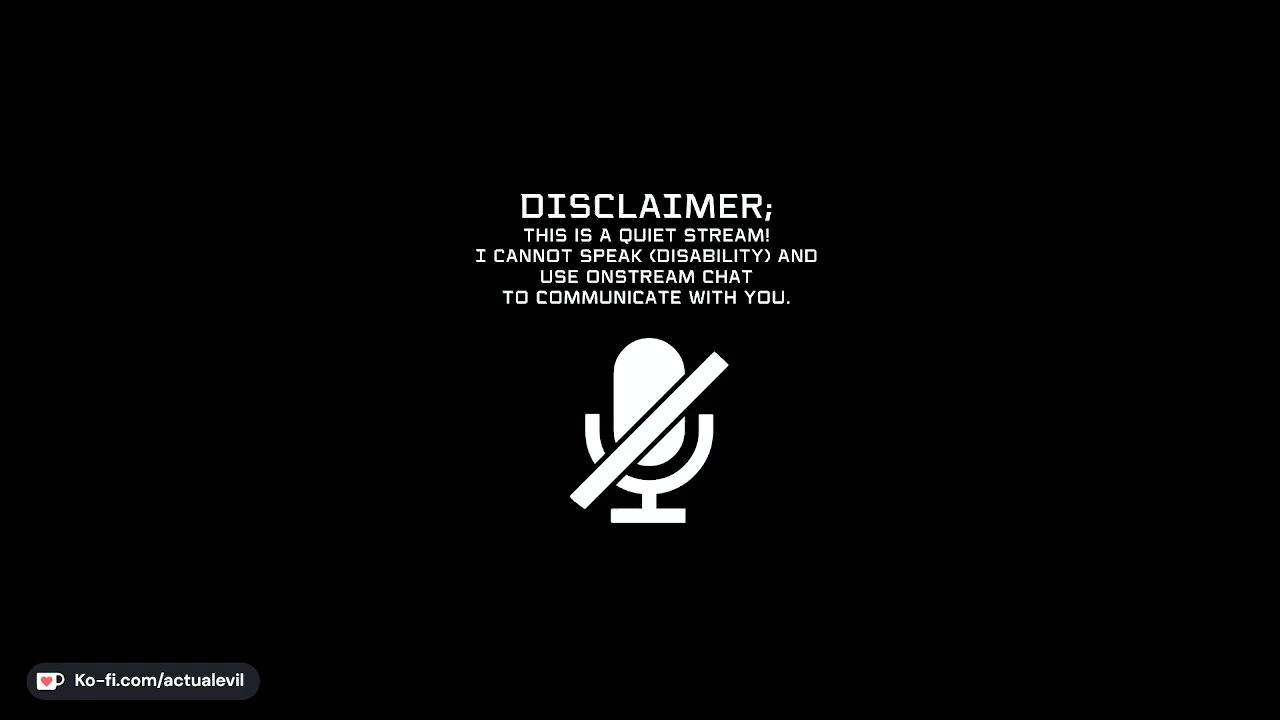 DISCLAIMER;
THIS IS A QUIET STREAM!
I CANNOT SPEAK (DISABILITY) AND
USE ONSTREAM CHAT
TO COMMUNICATE WITH YOU.
Ko-fi.com/actualevil